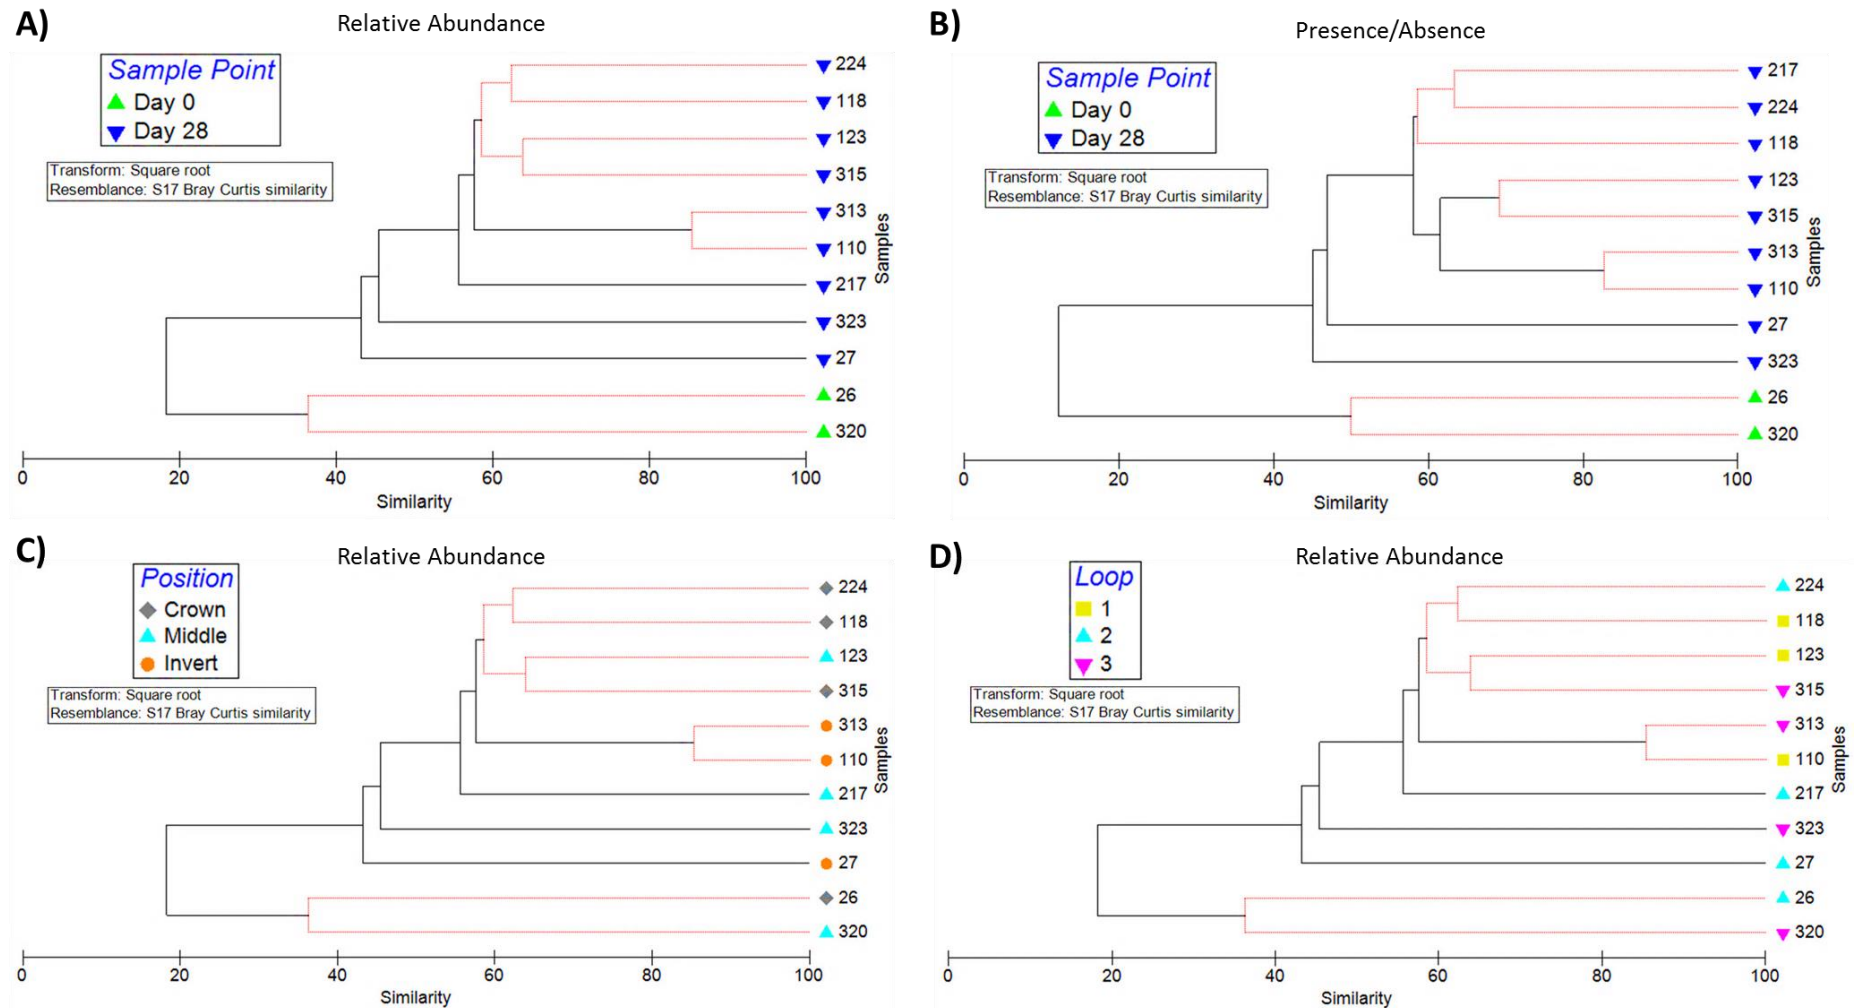 A)
Relative Abundance
Sample Point
Day 0
Day 28
Transform: Square root
Resemblance: S17 Bray Curtis similarity
224
118
123
315
313
110
217
323
27
26
320
Samples
0 20 40 60 80 100
Similarity
B)
Presence/Absence
Sample Point
Day 0
Day 28
Transform: Square root
Resemblance: S17 Bray Curtis similarity
217
224
118
123
315
313
110
27
323
26
320
Samples
0 20 40 60 80 100
Similarity
C)
Relative Abundance
Position
Crown
Middle
Invert
Transform: Square root
Resemblance: S17 Bray Curtis similarity
224
118
123
315
313
110
217
323
27
26
320
Samples
0 20 40 60 80 100
Similarity
D)
Relative Abundance
Loop
1
2
3
Transform: Square root
Resemblance: S17 Bray Curtis similarity
224
118
123
315
313
110
217
323
27
26
320
Samples
0 20 40 60 80 100
Similarity